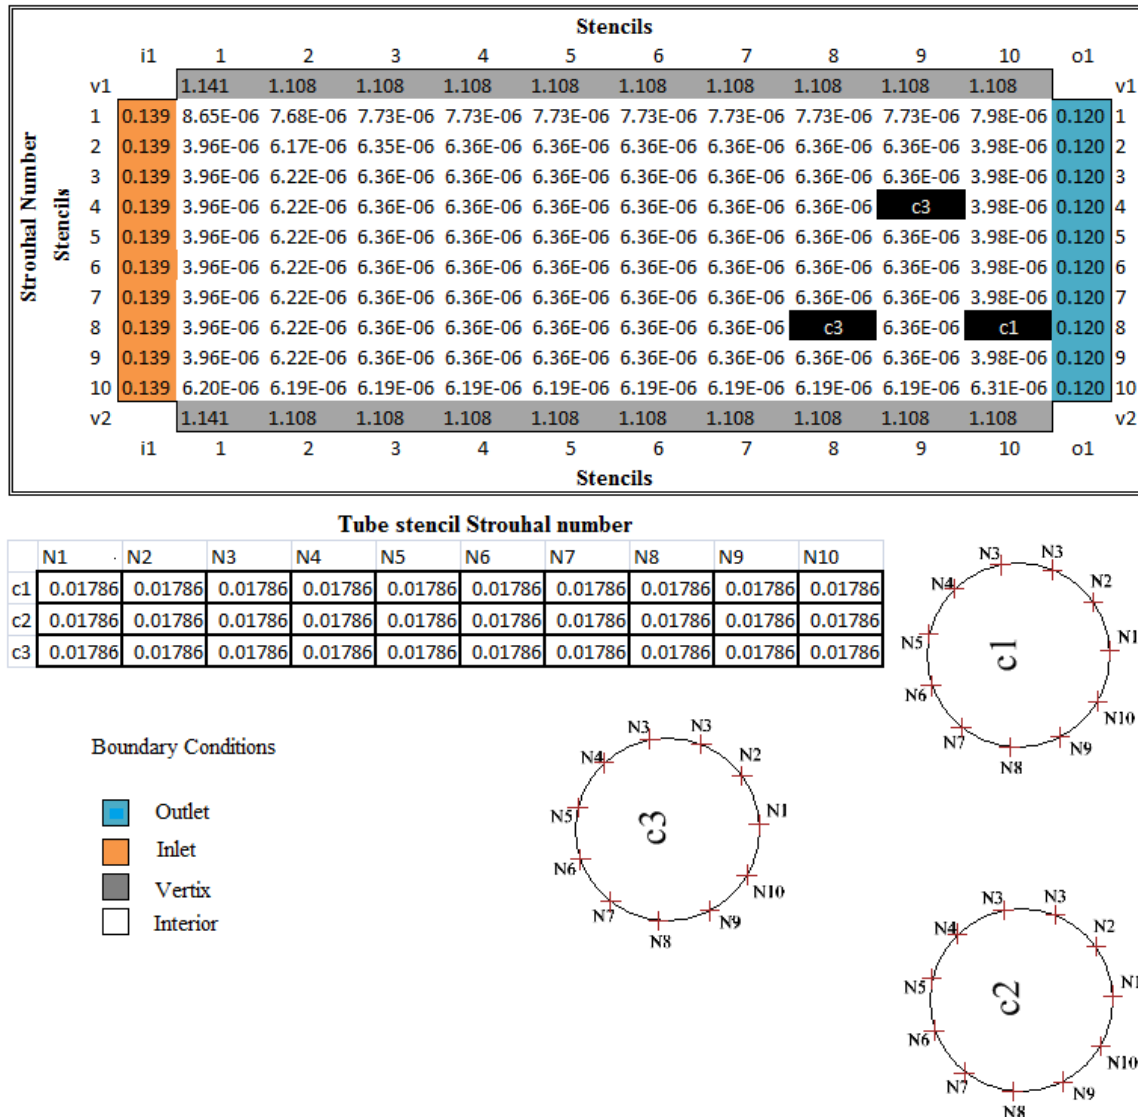 Stencils
i1 1 2 3 4 5 6 7 8 9 10 o1
v1 1.141 1.108 1.108 1.108 1.108 1.108 1.108 1.108 1.108 1.108 v1
1 0.139 8.65E-06 7.68E-06 7.73E-06 7.73E-06 7.73E-06 7.73E-06 7.73E-06 7.73E-06 7.73E-06 7.98E-06 0.120 1
2 0.139 3.96E-06 6.17E-06 6.35E-06 6.36E-06 6.36E-06 6.36E-06 6.36E-06 6.36E-06 6.36E-06 3.98E-06 0.120 2
3 0.139 3.96E-06 6.22E-06 6.36E-06 6.36E-06 6.36E-06 6.36E-06 6.36E-06 6.36E-06 6.36E-06 3.98E-06 0.120 3
4 0.139 3.96E-06 6.22E-06 6.36E-06 6.36E-06 6.36E-06 6.36E-06 6.36E-06 6.36E-06 c3 3.98E-06 0.120 4
5 0.139 3.96E-06 6.22E-06 6.36E-06 6.36E-06 6.36E-06 6.36E-06 6.36E-06 6.36E-06 6.36E-06 3.98E-06 0.120 5
6 0.139 3.96E-06 6.22E-06 6.36E-06 6.36E-06 6.36E-06 6.36E-06 6.36E-06 6.36E-06 6.36E-06 3.98E-06 0.120 6
7 0.139 3.96E-06 6.22E-06 6.36E-06 6.36E-06 6.36E-06 6.36E-06 6.36E-06 6.36E-06 6.36E-06 3.98E-06 0.120 7
8 0.139 3.96E-06 6.22E-06 6.36E-06 6.36E-06 6.36E-06 6.36E-06 6.36E-06 c3 6.36E-06 c1 0.120 8
9 0.139 3.96E-06 6.22E-06 6.36E-06 6.36E-06 6.36E-06 6.36E-06 6.36E-06 6.36E-06 6.36E-06 3.98E-06 0.120 9
10 0.139 6.20E-06 6.19E-06 6.19E-06 6.19E-06 6.19E-06 6.19E-06 6.19E-06 6.19E-06 6.19E-06 6.31E-06 0.120 10
v2 1.141 1.108 1.108 1.108 1.108 1.108 1.108 1.108 1.108 1.108 v2
i1 1 2 3 4 5 6 7 8 9 10 o1
Stencils
Strouhal Number
Stencils
Tube stencil Strouhal number
N1 N2 N3 N4 N5 N6 N7 N8 N9 N10
c1 0.01786 0.01786 0.01786 0.01786 0.01786 0.01786 0.01786 0.01786 0.01786 0.01786
c2 0.01786 0.01786 0.01786 0.01786 0.01786 0.01786 0.01786 0.01786 0.01786 0.01786
c3 0.01786 0.01786 0.01786 0.01786 0.01786 0.01786 0.01786 0.01786 0.01786 0.01786
N3 N3
N4 N2
N5 c1 N1
N6 N10
N7 N9
N8
Boundary Conditions
Outlet
Inlet
Vertix
Interior
N3 N3
N4 N2
N5 c3 N1
N6 N10
N7 N9
N8
N3 N3
N4 N2
N5 c2 N1
N6 N10
N7 N9
N8